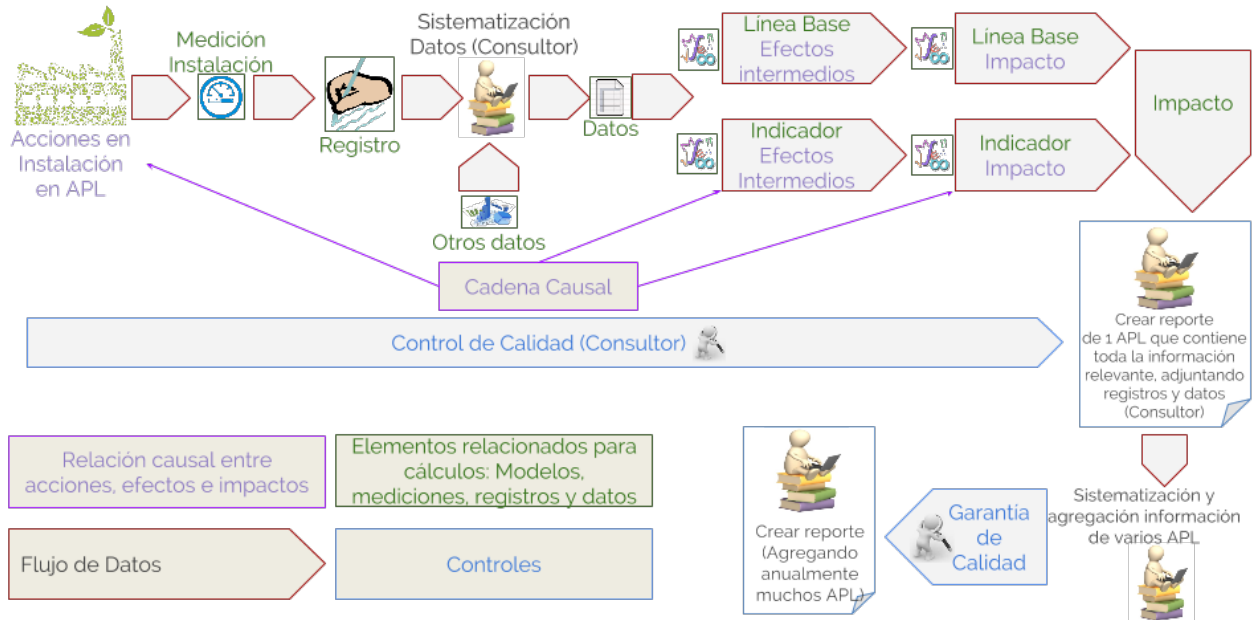 Acciones en
Instalación
en APL
Medición
Instalación
Registro
Sistematización
Datos (Consultor)
Otros datos
Datos
Línea Base
Efectos
intermedios
Línea Base
Impacto
Indicador
Efectos
Intermedios
Indicador
Impacto
Impacto
Cadena Causal
Control de Calidad (Consultor)
Crear reporte
de 1 APL que contiene
toda la información
relevante, adjuntando
registros y datos
(Consultor)
Relación causal entre
acciones, efectos e impactos
Elementos relacionados para
cálculos: Modelos,
mediciones, registros y datos
Flujo de Datos
Controles
Crear reporte
(Agregando
anualmente
muchos APL)
Garantía
de
Calidad
Sistematización y
agregación información
de varios APL